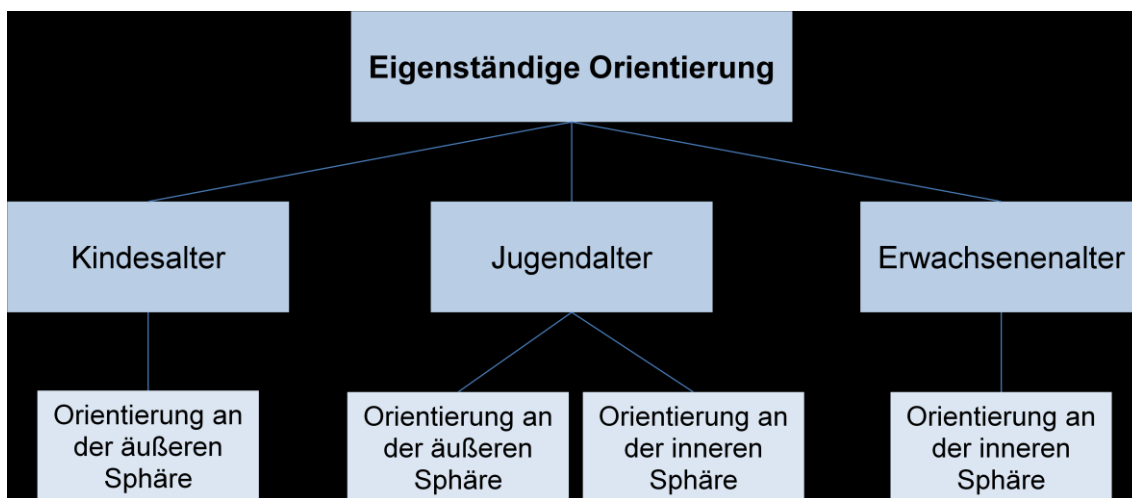 Eigenständige Orientierung
Kindesalter
Jugendalter
Erwachsenenalter
Orientierung an
der äußeren
Sphäre
Orientierung an
der äußeren
Sphäre
Orientierung an
der inneren
Sphäre
Orientierung an
der inneren
Sphäre